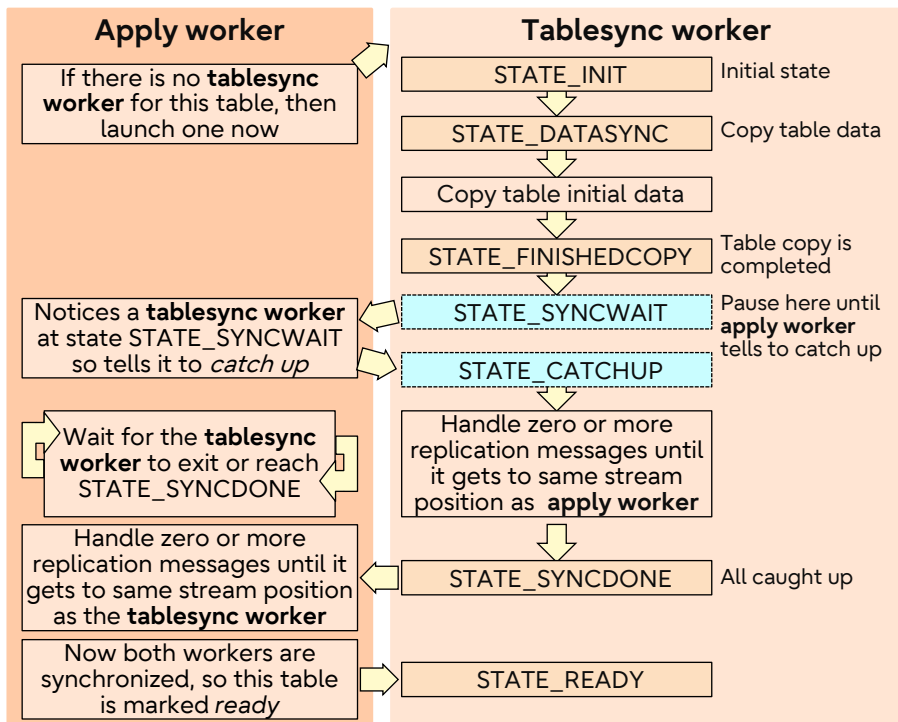 Apply worker
If there is no tablesync
worker for this table, then
launch one now
Notices a tablesync worker
at state STATE_SYNCWAIT
so tells it to catch up
Wait for the tablesync
worker to exit or reach
STATE_SYNCDONE
Handle zero or more
replication messages until it
gets to same stream position
as the tablesync worker
Now both workers are
synchronized, so this table
is marked ready
Tablesync worker
STATE_INIT
Initial state
STATE_DATASYNC
Copy table data
Copy table initial data
STATE_FINISHEDCOPY
Table copy is
completed
STATE_SYNCWAIT
Pause here until
apply worker
tells to catch up
STATE_CATCHUP
Handle zero or more
replication messages until
it gets to same stream
position as apply worker
STATE_SYNCDONE
All caught up
STATE_READY